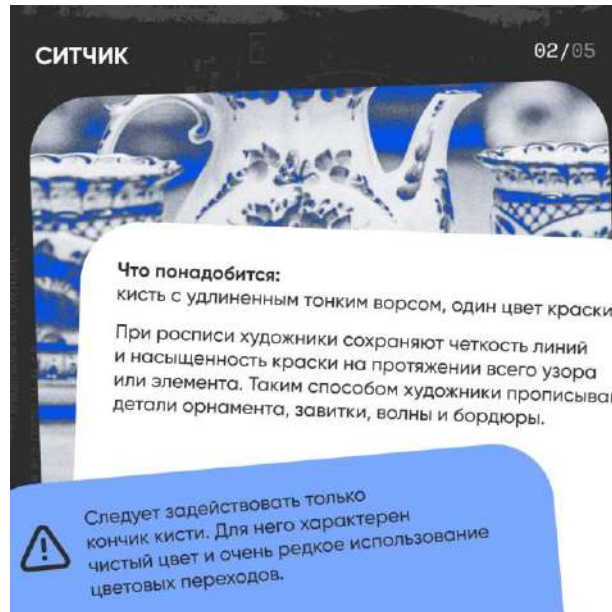 СИТЧИК
02/05
Что понадобится:
кисть с удлиненным тонким ворсом, один цвет краски
При росписи художники сохраняют четкость линий
и насыщенность краски на протяжении всего узора
или элемента. Таким способом художники прописыва
детали орнамента, завитки, волны и бордюры.
Следует задействовать только
кончик кисти. Для него характерен
чистый цвет и очень редкое использование
цветовых переходов.